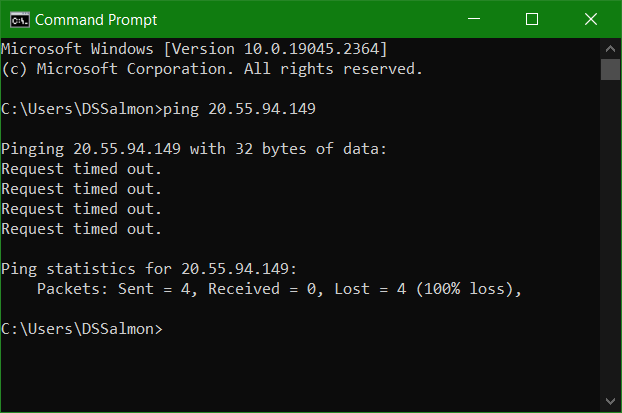 Command Prompt
Microsoft Windows [Version 10.0.19045.2364]
(c) Microsoft Corporation. All rights reserved.
C:\Users\DSSalmon>ping 20.55.94.149
Pinging 20.55.94.149 with 32 bytes of data:
Request timed out.
Request timed out.
Request timed out.
Request timed out.
Ping statistics for 20.55.94.149:
    Packets: Sent = 4, Received = 0, Lost = 4 (100% loss),
C:\Users\DSSalmon>